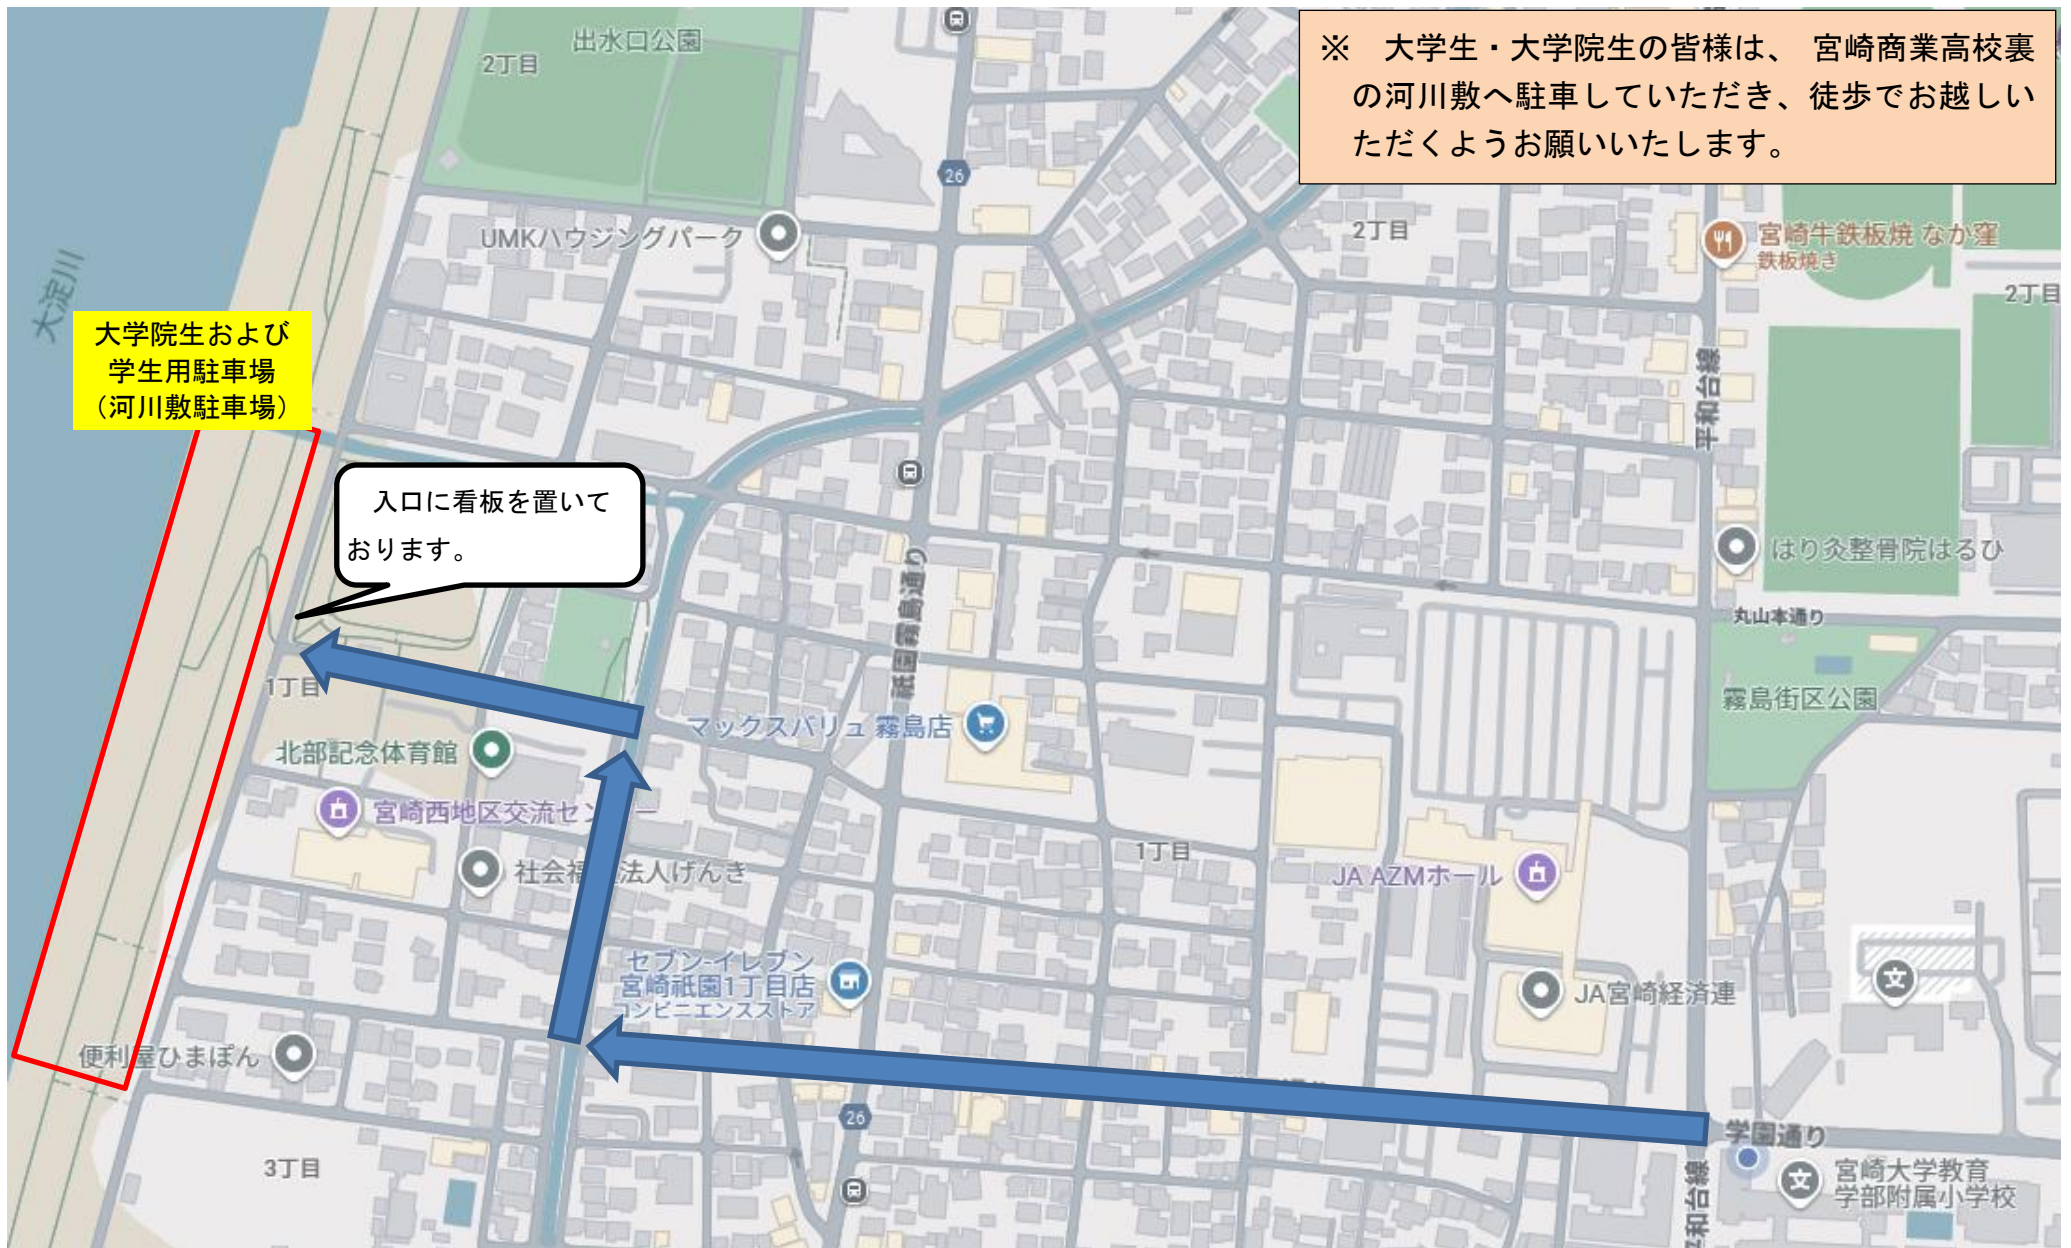 ※　大学生・大学院生の皆様は、 宮崎商業高校裏
の河川敷へ駐車していただき、徒歩でお越しい
ただくようお願いいたします。
出水口公園
2丁目
26
UMKハウジングパーク
2丁目
宮崎牛鉄板焼 なか窪
鉄板焼き
2丁目
大淀川
大学院生および
学生用駐車場
（河川敷駐車場）
平和台線
入口に看板を置いて
おります。
はり灸整骨院はるひ
祇園霧島通り
丸山本通り
1丁目
霧島街区公園
マックスバリュ 霧島店
北部記念体育館
宮崎西地区交流セン
ー
社会福
法人げんき
1丁目
JA AZMホール
セブン-イレブン
宮崎祇園1丁目店
コンビニエンスストア
JA宮崎経済連
文
便利屋ひまぽん
26
学園通り
3丁目
平和台線
文
宮崎大学教育
学部附属小学校